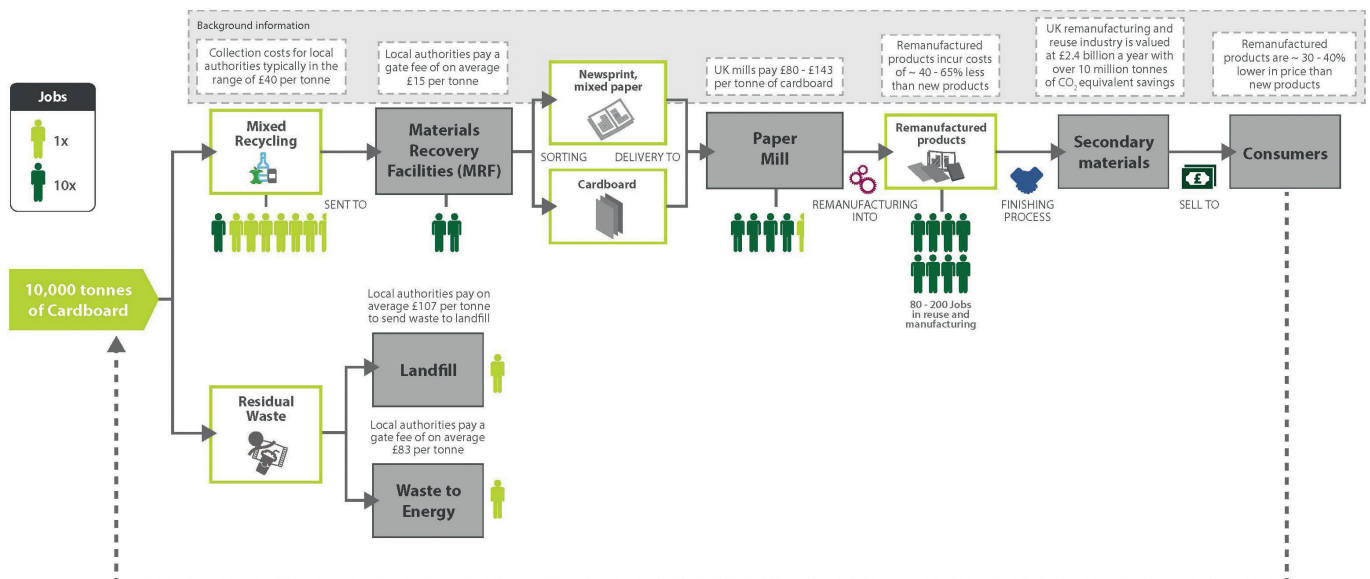 Background information
Collection costs for local
authorities typically in the
range of £40 per tonne
Local authorities pay a
gate fee of on average
£15 per tonne
UK mills pay £80 - £143
per tonne of cardboard
Remanufactured
products incur costs
of ~ 40 - 65% less
than new products
UK remanufacturing and
reuse industry is valued
at £2.4 billion a year with
over 10 million tonnes
of CO2 equivalent savings
Remanufactured
products are ~ 30 - 40%
lower in price than
new products
Jobs
1x
10x
Mixed
Recycling
SENT TO
Materials
Recovery
Facilities (MRF)
SORTING
Newsprint,
mixed paper
Cardboard
DELIVERY TO
Paper
Mill
REMANUFACTURING
INTO
Remanufactured
products
80 - 200 Jobs
in reuse and
manufacturing
FINISHING
PROCESS
Secondary
materials
£
SELL TO
Consumers
10,000 tonnes
of Cardboard
Residual
Waste
Local authorities pay on
average £107 per tonne
to send waste to landfill
Landfill
Local authorities pay a
gate fee of on average
£83 per tonne
Waste to
Energy